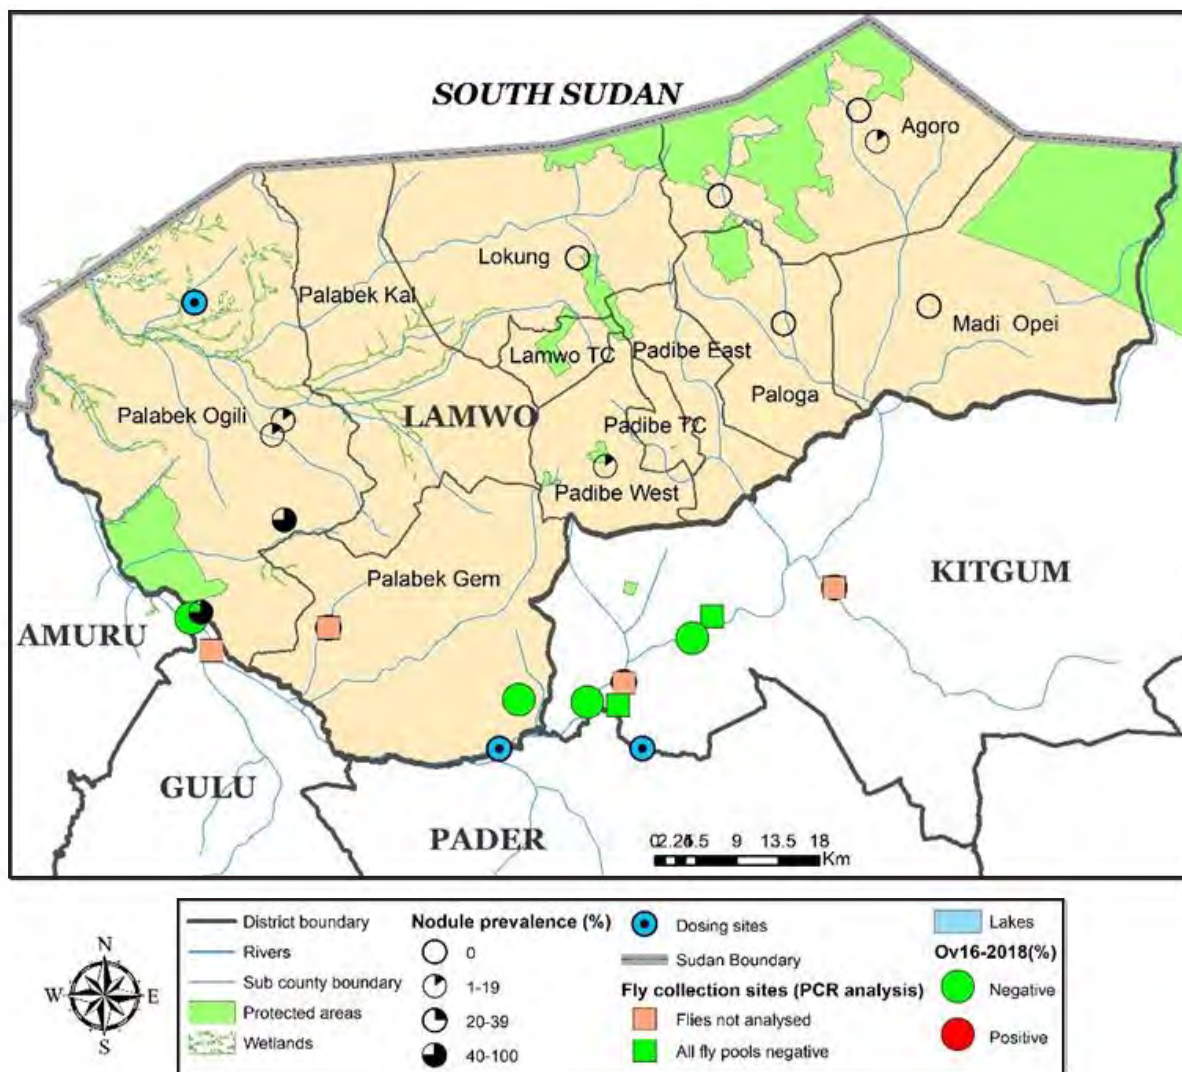 SOUTH SUDAN
Agoro
Lokung
Palabek Kal
Madi Opei
Lamwo TC
Padibe East
Paloga
Palabek Ogili
LAMWO
Padibe TC
Padibe West
Palabek Gem
KITGUM
AMURU
GULU
PADER
9
13.5
18
Km
District boundary
Rivers
Sub county boundary
Protected areas
Wetlands
Nodule prevalence (%)
0
1-19
20-39
40-100
Dosing sites
Sudan Boundary
Fly collection sites (PCR analysis)
Flies not analysed
All fly pools negative
Lakes
Ov16-2018(%)
Negative
Positive
N
W
E
S